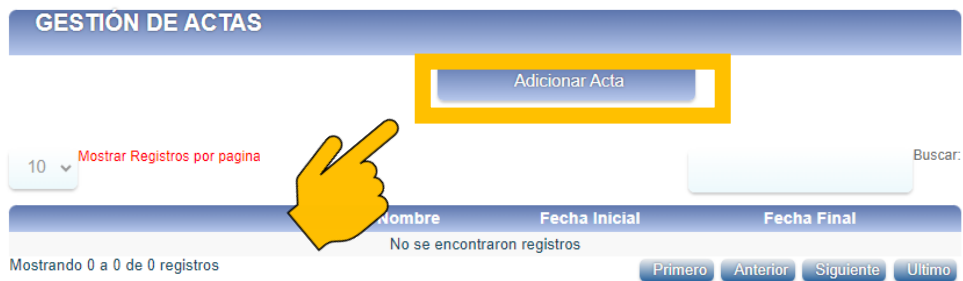 GESTIÓN DE ACTAS
Adicionar Acta
10 Mostrar Registros por pagina
Buscar:
Nombre Fecha Inicial Fecha Final
No se encontraron registros
Mostrando 0 a 0 de 0 registros
Primero Anterior Siguiente Ultimo